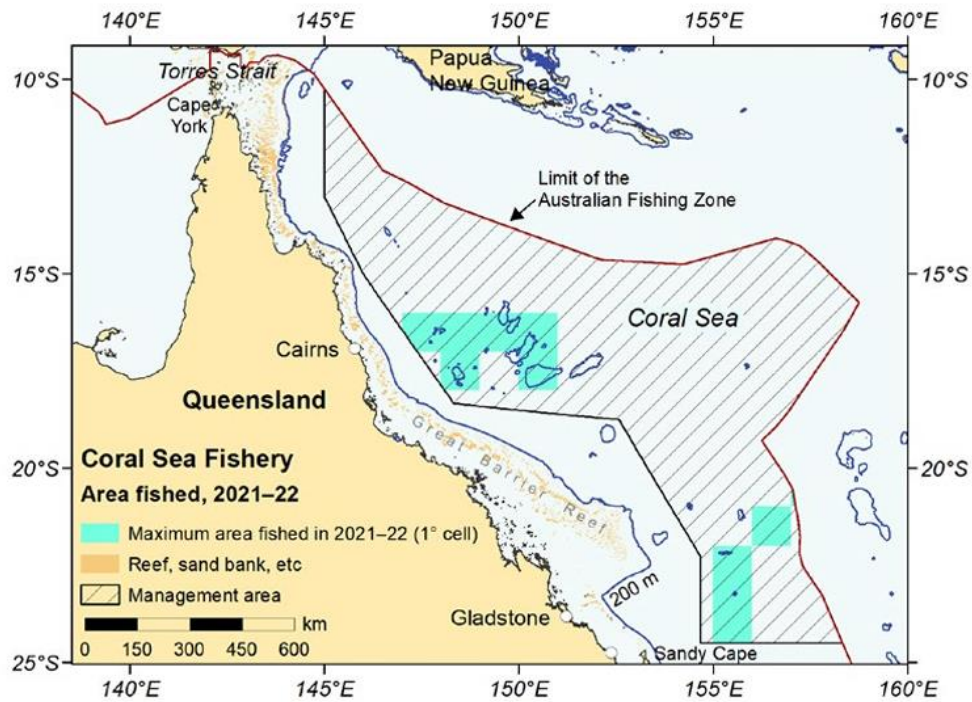 140°E 145°E 150°E 155°E 160°E
10°S 10°S
Torres Strait
Papua
New Guinea
Cape
York
Limit of the
Australian Fishing Zone
15°S 15°S
Coral Sea
Cairns
Queensland
Great Barrier Reef
20°S 20°S
Coral Sea Fishery
Area fished, 2021–22
Maximum area fished in 2021–22 (1° cell)
Reef, sand bank, etc
Management area
200 m
Gladstone
km
0 150 300 450 600
Sandy Cape
25°S 25°S
140°E 145°E 150°E 155°E 160°E